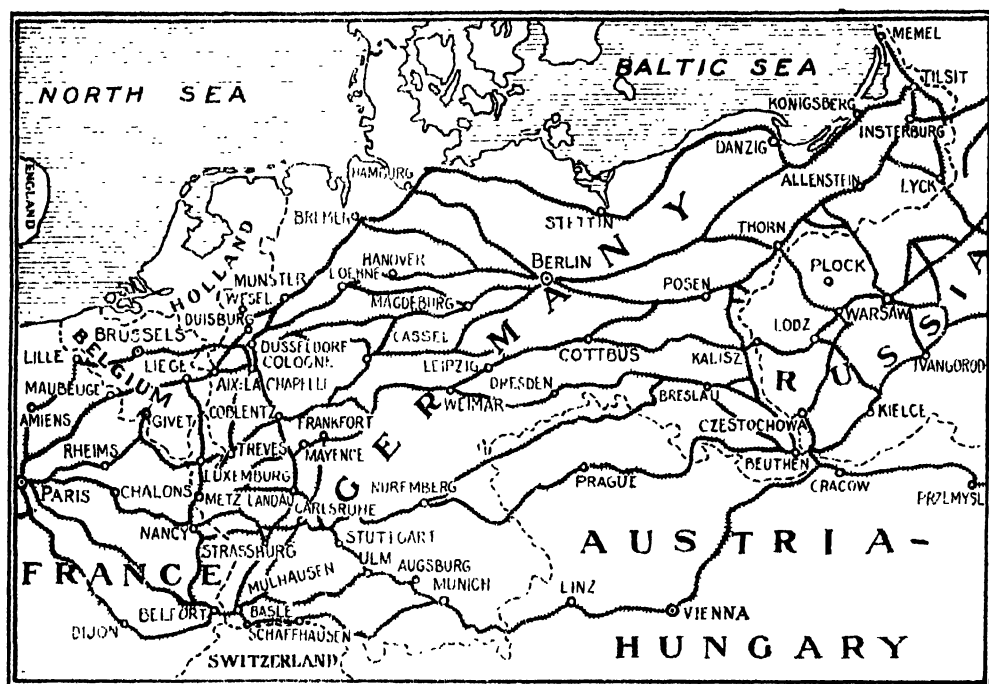 NORTH SEA
BALTIC SEA
MEMEL
TILSIT
KONIGSBERG
INSTERBURG
DANZIG
ALLENSTEIN
LYCK
ENGLAND
HAMBURG
BREMEN
STETTIN
THORN
HOLLAND
HANOVER
LOEHNE
BERLIN
PLOCK
MUNSTER
WESEL
MAGDEBURG
POSEN
WARSAW
DUISBURG
LODZ
BELGIUM
BRUSSELS
LILLE
DUSSELDORF
COLOGNE
CASSEL
LEIPZIG
COTTBUS
KALISZ
IVANGOROD
LIEGE
AIX-LA CHAPELLE
MAUBEUGE
AMIENS
GIVET
COBLENTZ
FRANKFORT
WEIMAR
DRESDEN
BRESLAU
KIELCE
CZESTOCHOWA
RHEIMS
TREVES
MAYENCE
BEUTHEN
LUXEMBURG
PARIS
CHALONS
METZ
LANDAU
CARLSRUHE
NUREMBERG
PRAGUE
CRACOW
PRZLMYSL
NANCY
STRASSBURG
STUTTGART
ULM
AUGSBURG
MUNICH
MULHAUSEN
LINZ
VIENNA
BELFORT
BASLE
SCHAFFHAUSEN
DIJON
SWITZERLAND
GERMANY
RUSSIA
FRANCE
AUSTRIA-
HUNGARY